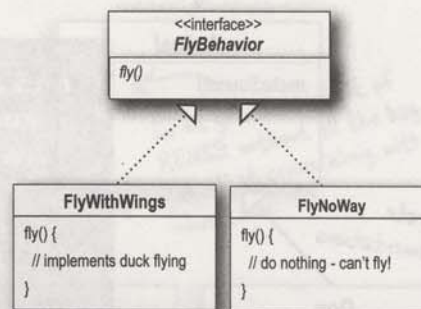 <<interface>>
FlyBehavior
fly()
FlyWithWings
fly() {
// implements duck flying
}
FlyNoWay
fly() {
// do nothing - can't fly!
}